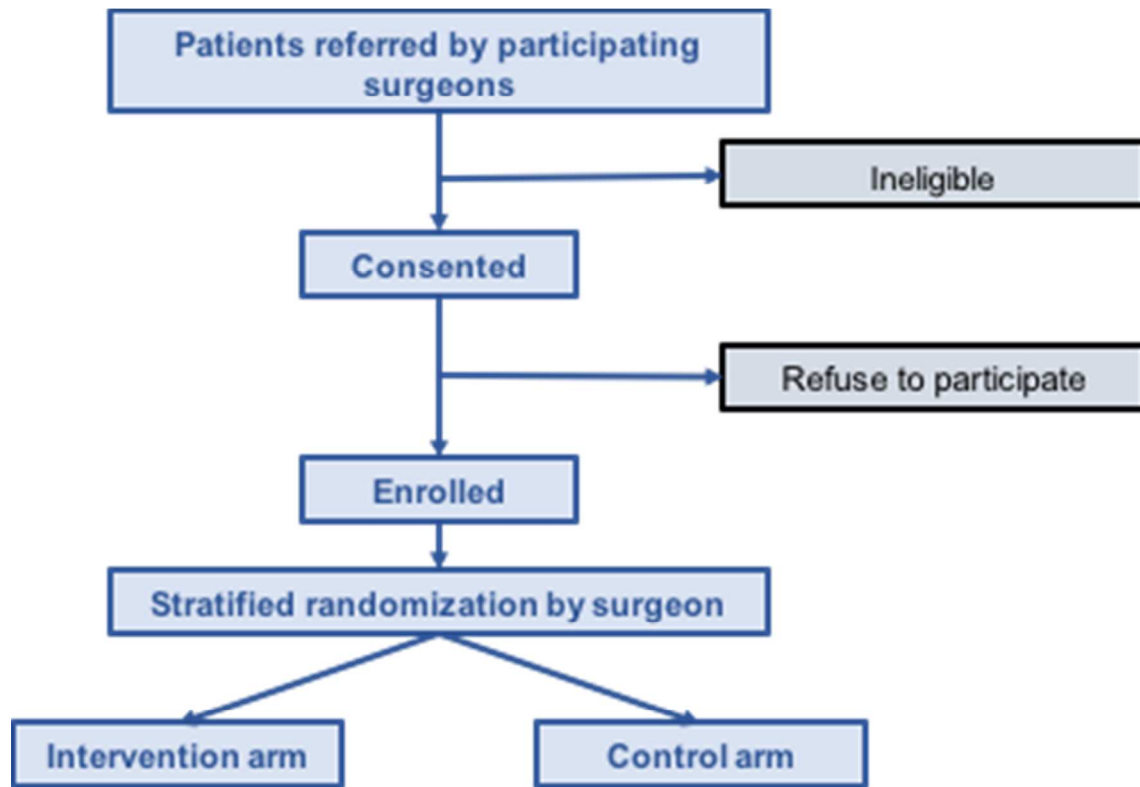 Patients referred by participating
surgeons
Ineligible
Consented
Refuse to participate
Enrolled
Stratified randomization by surgeon
Intervention arm
Control arm